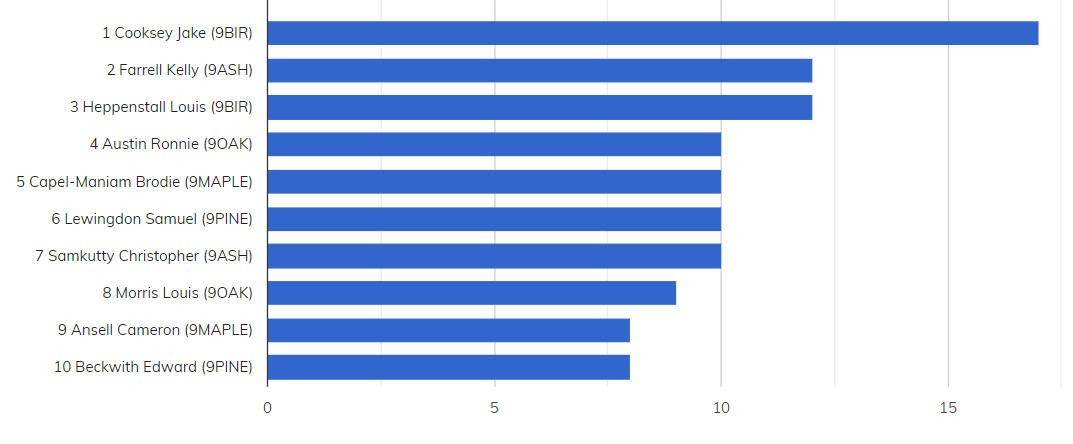 1 Cooksey Jake (9BIR)
2 Farrell Kelly (9ASH)
3 Heppenstall Louis (9BIR)
4 Austin Ronnie (9OAK)
5 Capel-Maniam Brodie (9MAPLE)
6 Lewingdon Samuel (9PINE)
7 Samkutty Christopher (9ASH)
8 Morris Louis (9OAK)
9 Ansell Cameron (9MAPLE)
10 Beckwith Edward (9PINE)
0 5 10 15